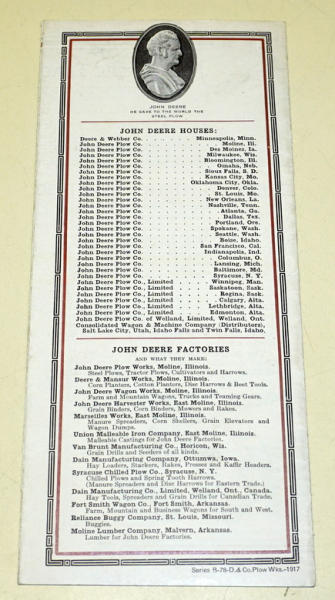 JOHN DEERE
HE GAVE TO THE WORLD THE
STEEL PLOW
JOHN DEERE HOUSES:
Deere & Webber Co. . . . . . . . . Minneapolis, Minn.
John Deere Plow Co. . . . . . . . . Moline, Ill.
John Deere Plow Co. . . . . . . . . Des Moines, Ia.
John Deere Plow Co. . . . . . . . . Milwaukee, Wis.
John Deere Plow Co. . . . . . . . . Bloomington, Ill.
John Deere Plow Co. . . . . . . . . Omaha, Neb.
John Deere Plow Co. . . . . . . . . Sioux Falls, S. D.
John Deere Plow Co. . . . . . . . . Kansas City, Mo.
John Deere Plow Co. . . . . . . . . Oklahoma City, Okla.
John Deere Plow Co. . . . . . . . . Denver, Colo.
John Deere Plow Co. . . . . . . . . St. Louis, Mo.
John Deere Plow Co. . . . . . . . . New Orleans, La.
John Deere Plow Co. . . . . . . . . Nashville, Tenn.
John Deere Plow Co. . . . . . . . . Atlanta, Ga.
John Deere Plow Co. . . . . . . . . Dallas, Tex.
John Deere Plow Co. . . . . . . . . Portland, Ore.
John Deere Plow Co. . . . . . . . . Spokane, Wash.
John Deere Plow Co. . . . . . . . . Seattle, Wash.
John Deere Plow Co. . . . . . . . . Boize, Idaho.
John Deere Plow Co. . . . . . . . . San Francisco, Cal.
John Deere Plow Co. . . . . . . . . Indianapolis, Ind.
John Deere Plow Co. . . . . . . . . Columbus, O.
John Deere Plow Co. . . . . . . . . Lansing, Mich.
John Deere Plow Co. . . . . . . . . Baltimore, Md.
John Deere Plow Co. . . . . . . . . Syracuse, N. Y.
John Deere Plow Co., Limited . . . . . Winnipeg, Man.
John Deere Plow Co., Limited . . . . . Saskatoon, Sask.
John Deere Plow Co., Limited . . . . . Regina, Sask.
John Deere Plow Co., Limited . . . . . Calgary, Alta.
John Deere Plow Co., Limited . . . . . Lethbridge, Alta.
John Deere Plow Co., Limited . . . . . Edmonton, Alta.
John Deere Plow Co. of Welland, Limited, Welland, Ont.
Consolidated Wagon & Machine Company (Distributors),
Salt Lake City, Utah, Idaho Falls and Twin Falls, Idaho.
JOHN DEERE FACTORIES
AND WHAT THEY MAKE:
John Deere Plow Works, Moline, Illinois.
Steel Plows, Tractor Plows, Cultivators and Harrows.
Deere & Mansur Works, Moline, Illinois.
Corn Planters, Cotton Planters, Disc Harrows & Beet Tools.
John Deere Wagon Works, Moline, Illinois.
Farm and Mountain Wagons, Trucks and Teaming Gears.
John Deere Harvester Works, East Moline, Illinois.
Grain Binders, Corn Binders, Mowers and Rakes.
Marseilles Works, East Moline, Illinois.
Manure Spreaders, Corn Shellers, Grain Elevators and
Wagon Dumps.
Union Malleable Iron Company, East Moline, Illinois.
Malleable Castings for John Deere Factories.
Van Brunt Manufacturing Co., Horicon, Wis.
Grain Drills and Seeders of all kinds.
Dain Manufacturing Company, Ottumwa, Iowa.
Hay Loaders, Stackers, Rakes, Presses and Kaffir Headers.
Syracuse Chilled Plow Co., Syracuse, N. Y.
Chilled Plows and Spring Tooth Harrows.
(Manure Spreaders and Disc Harrows for Eastern Trade.)
Dain Manufacturing Co., Limited, Welland, Ont., Canada.
Hay Tools, Spreaders and Grain Drills for Canadian Trade.
Fort Smith Wagon Co., Fort Smith, Arkansas.
Farm, Mountain and Business Wagons for South and West.
Reliance Buggy Company, St. Louis, Missouri.
Buggies.
Moline Lumber Company, Malvern, Arkansas.
Lumber for John Deere Factories.
Series B-78-D.& Co. Plow Wks.-1917